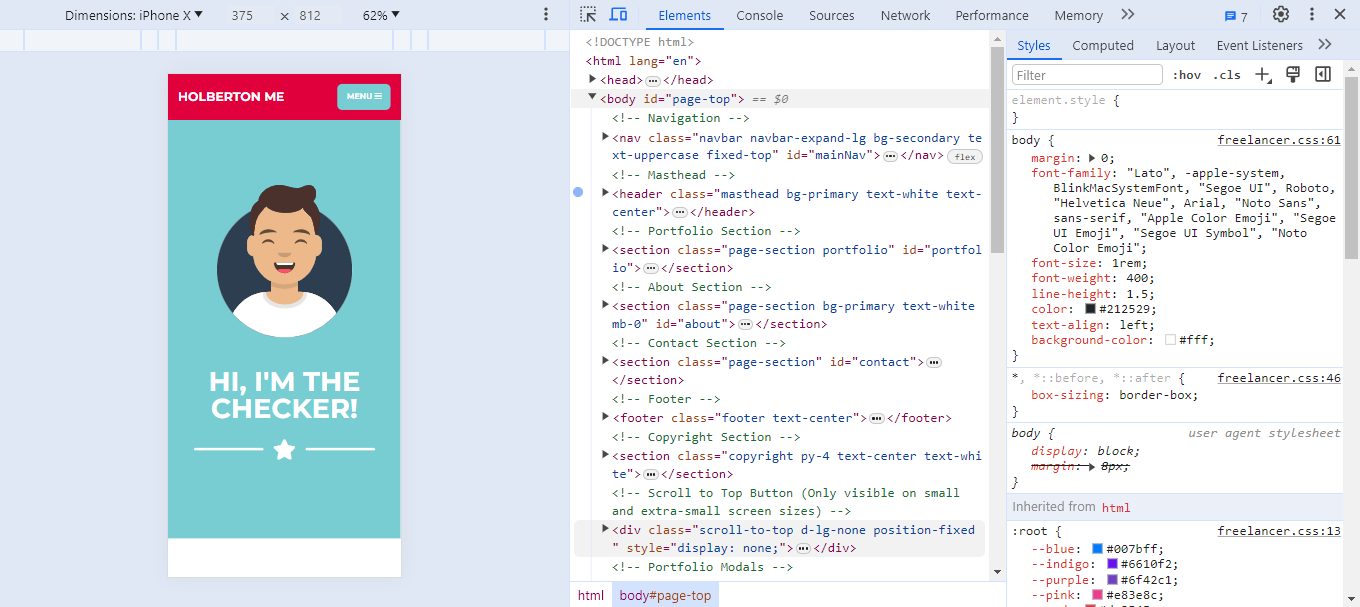 Dimensions: iPhone X ▼ 375 × 812 62% ▼
HOLBERTON ME
MENU
HI, I'M THE
CHECKER!
Elements Console Sources Network Performance Memory 7
<!DOCTYPE html>
<html lang="en">
<head> ⋯ </head>
<body id="page-top"> == $0
<!-- Navigation -->
<nav class="navbar navbar-expand-lg bg-secondary te
xt-uppercase fixed-top" id="mainNav"> ⋯ </nav> flex
<!-- Masthead -->
<header class="masthead bg-primary text-white text-
center"> ⋯ </header>
<!-- Portfolio Section -->
<section class="page-section portfolio" id="portfol
io"> ⋯ </section>
<!-- About Section -->
<section class="page-section bg-primary text-white
mb-0" id="about"> ⋯ </section>
<!-- Contact Section -->
<section class="page-section" id="contact"> ⋯
</section>
<!-- Footer -->
<footer class="footer text-center"> ⋯ </footer>
<!-- Copyright Section -->
<section class="copyright py-4 text-center text-whi
te"> ⋯ </section>
<!-- Scroll to Top Button (Only visible on small
and extra-small screen sizes) -->
<div class="scroll-to-top d-lg-none position-fixed
" style="display: none;"> ⋯ </div>
<!-- Portfolio Modals -->
html body#page-top
Styles Computed Layout Event Listeners
Filter :hov .cls
element.style {
}
body { freelancer.css:61
margin: 0;
font-family: "Lato", -apple-system,
BlinkMacSystemFont, "Segoe UI", Roboto,
"Helvetica Neue", Arial, "Noto Sans",
sans-serif, "Apple Color Emoji", "Segoe
UI Emoji", "Segoe UI Symbol", "Noto
Color Emoji";
font-size: 1rem;
font-weight: 400;
line-height: 1.5;
color: #212529;
text-align: left;
background-color: #fff;
}
*, *::before, *::after { freelancer.css:46
box-sizing: border-box;
}
body { user agent stylesheet
display: block;
margin: 8px;
}
Inherited from html
:root { freelancer.css:13
--blue: #007bff;
--indigo: #6610f2;
--purple: #6f42c1;
--pink: #e83e8c;